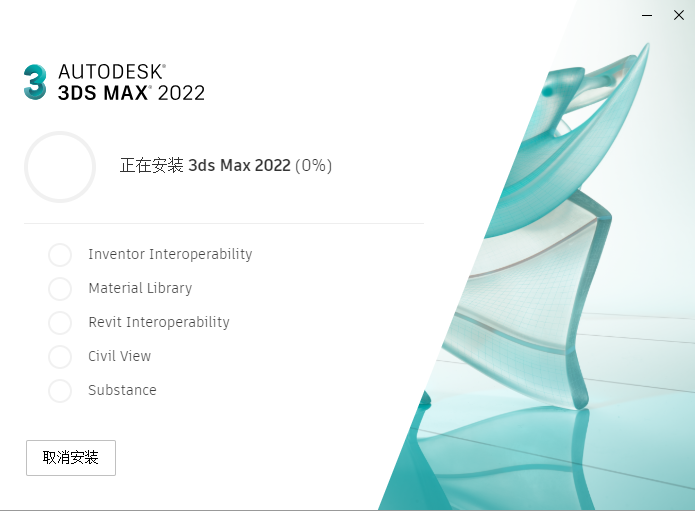 AUTODESK®
3DS MAX® 2022
正在安装 3ds Max 2022 (0%)
Inventor Interoperability
Material Library
Revit Interoperability
Civil View
Substance
取消安装